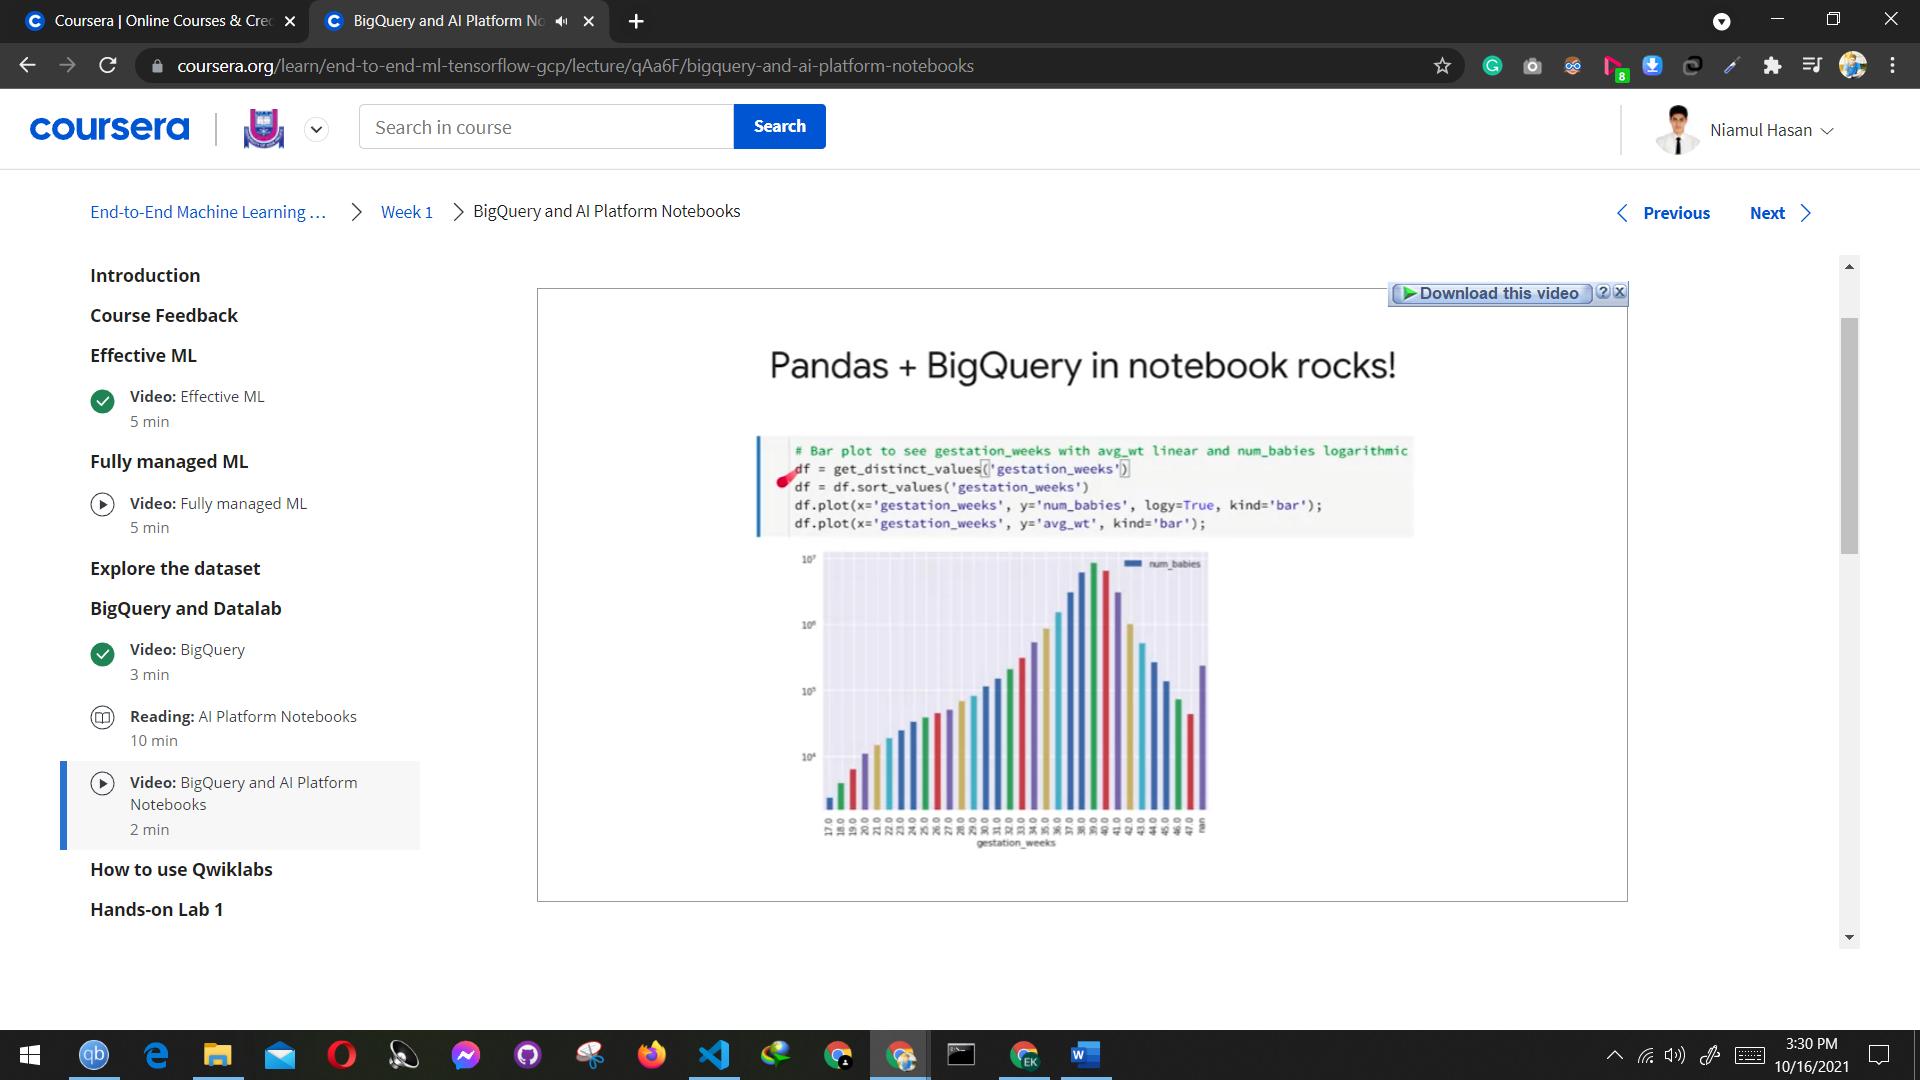 Coursera | Online Courses & Cre
BigQuery and AI Platform No
coursera.org/learn/end-to-end-ml-tensorflow-gcp/lecture/qAa6F/bigquery-and-ai-platform-notebooks
8
coursera
Search in course
Search
Niamul Hasan
End-to-End Machine Learning ...
Week 1
BigQuery and AI Platform Notebooks
Previous
Next
Introduction
Course Feedback
Effective ML
Video: Effective ML
5 min
Fully managed ML
Video: Fully managed ML
5 min
Explore the dataset
BigQuery and Datalab
Video: BigQuery
3 min
Reading: AI Platform Notebooks
10 min
Video: BigQuery and AI Platform
Notebooks
2 min
How to use Qwiklabs
Hands-on Lab 1
Download this video
Pandas + BigQuery in notebook rocks!
# Bar plot to see gestation_weeks with avg_wt linear and num_babies logarithmic
df = get_distinct_values('gestation_weeks')
df = df.sort_values('gestation_weeks')
df.plot(x='gestation_weeks', y='num_babies', logy=True, kind='bar');
df.plot(x='gestation_weeks', y='avg_wt', kind='bar');
num_babies
10⁷
10⁶
10⁵
10⁴
17.0 18.0 19.0 20.0 21.0 22.0 23.0 24.0 25.0 26.0 27.0 28.0 29.0 30.0 31.0 32.0 33.0 34.0 35.0 36.0 37.0 38.0 39.0 40.0 41.0 42.0 43.0 44.0 45.0 46.0 47.0 nan
gestation_weeks
qb
EK
W
3:30 PM
10/16/2021